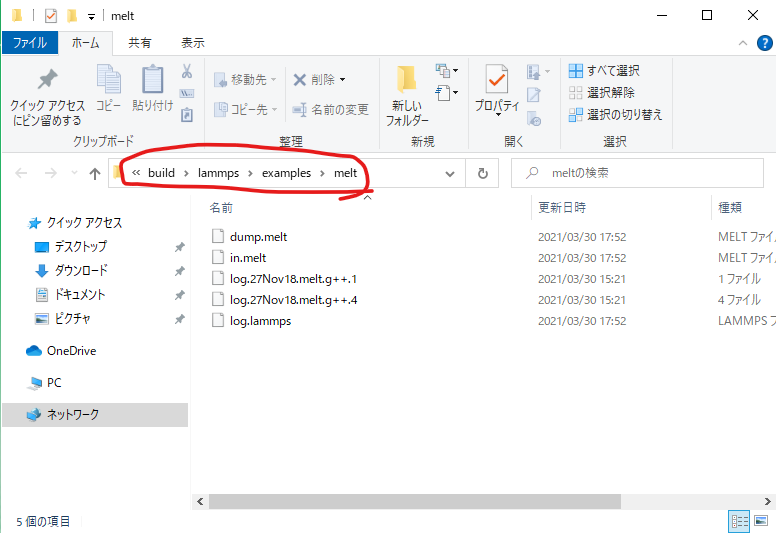 melt
ファイル ホーム 共有 表示
クイック アクセス
にピン留めする
コピー
貼り付け
クリップボード
移動先
コピー先
削除
名前の変更
整理
新しい
フォルダー
新規
プロパティ
開く
すべて選択
選択解除
選択の切り替え
選択
« build › lammps › examples › melt
meltの検索
名前 更新日時 種類
クイック アクセス
デスクトップ
ダウンロード
ドキュメント
ピクチャ
OneDrive
PC
ネットワーク
dump.melt 2021/03/30 17:52 MELT ファイ
in.melt 2021/03/30 17:52 MELT ファイ
log.27Nov18.melt.g++.1 2021/03/30 15:21 1 ファイル
log.27Nov18.melt.g++.4 2021/03/30 15:21 4 ファイル
log.lammps 2021/03/30 17:52 LAMMPS フ
5 個の項目